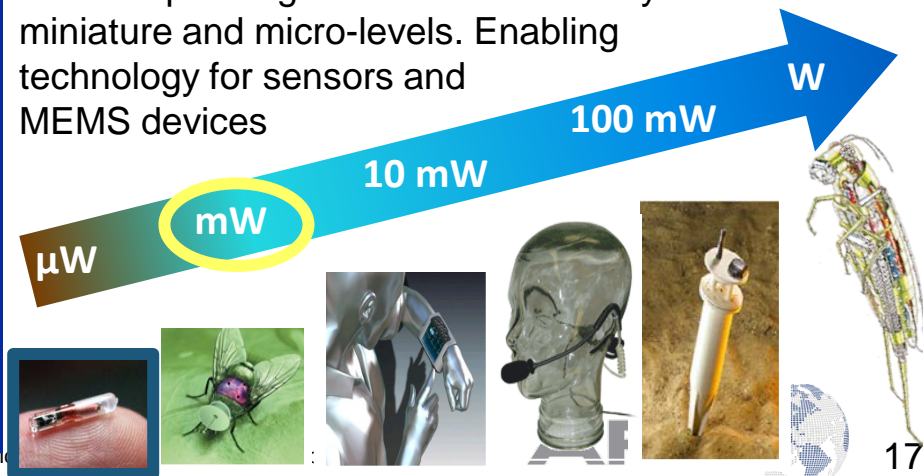 miniature and micro-levels. Enabling
technology for sensors and
MEMS devices
W
100 mW
10 mW
mW
µW
17